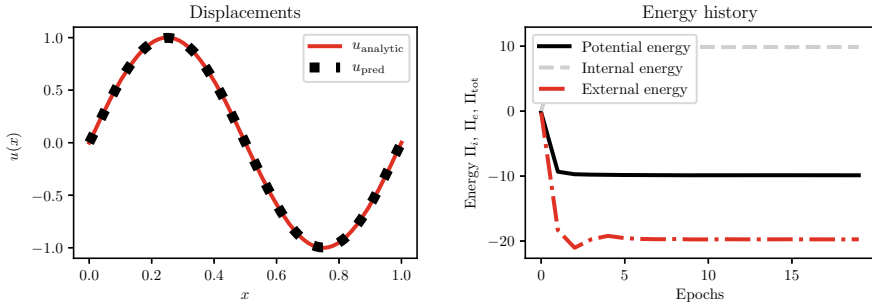 Displacements
1.0
0.5
0.0
−0.5
−1.0
u(x)
u_analytic
u_pred
0.0 0.2 0.4 0.6 0.8 1.0
x
Energy history
10
0
−10
−20
Energy Π_i, Π_e, Π_tot
Potential energy
Internal energy
External energy
0 5 10 15
Epochs